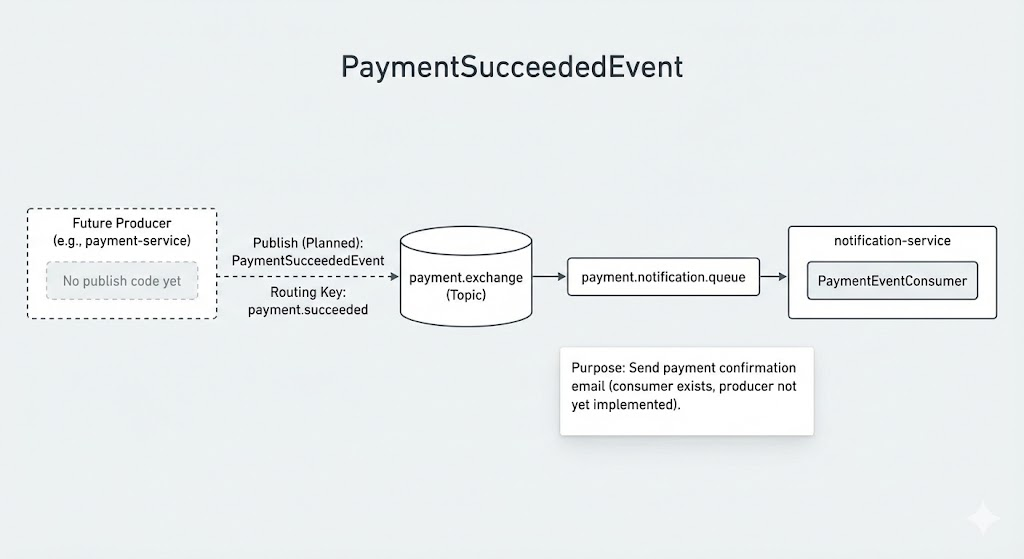 PaymentSucceededEvent
Future Producer
(e.g., payment-service)
No publish code yet
Publish (Planned):
PaymentSucceededEvent
Routing Key:
payment.succeeded
payment.exchange
(Topic)
payment.notification.queue
notification-service
PaymentEventConsumer
Purpose: Send payment confirmation
email (consumer exists, producer not
yet implemented).